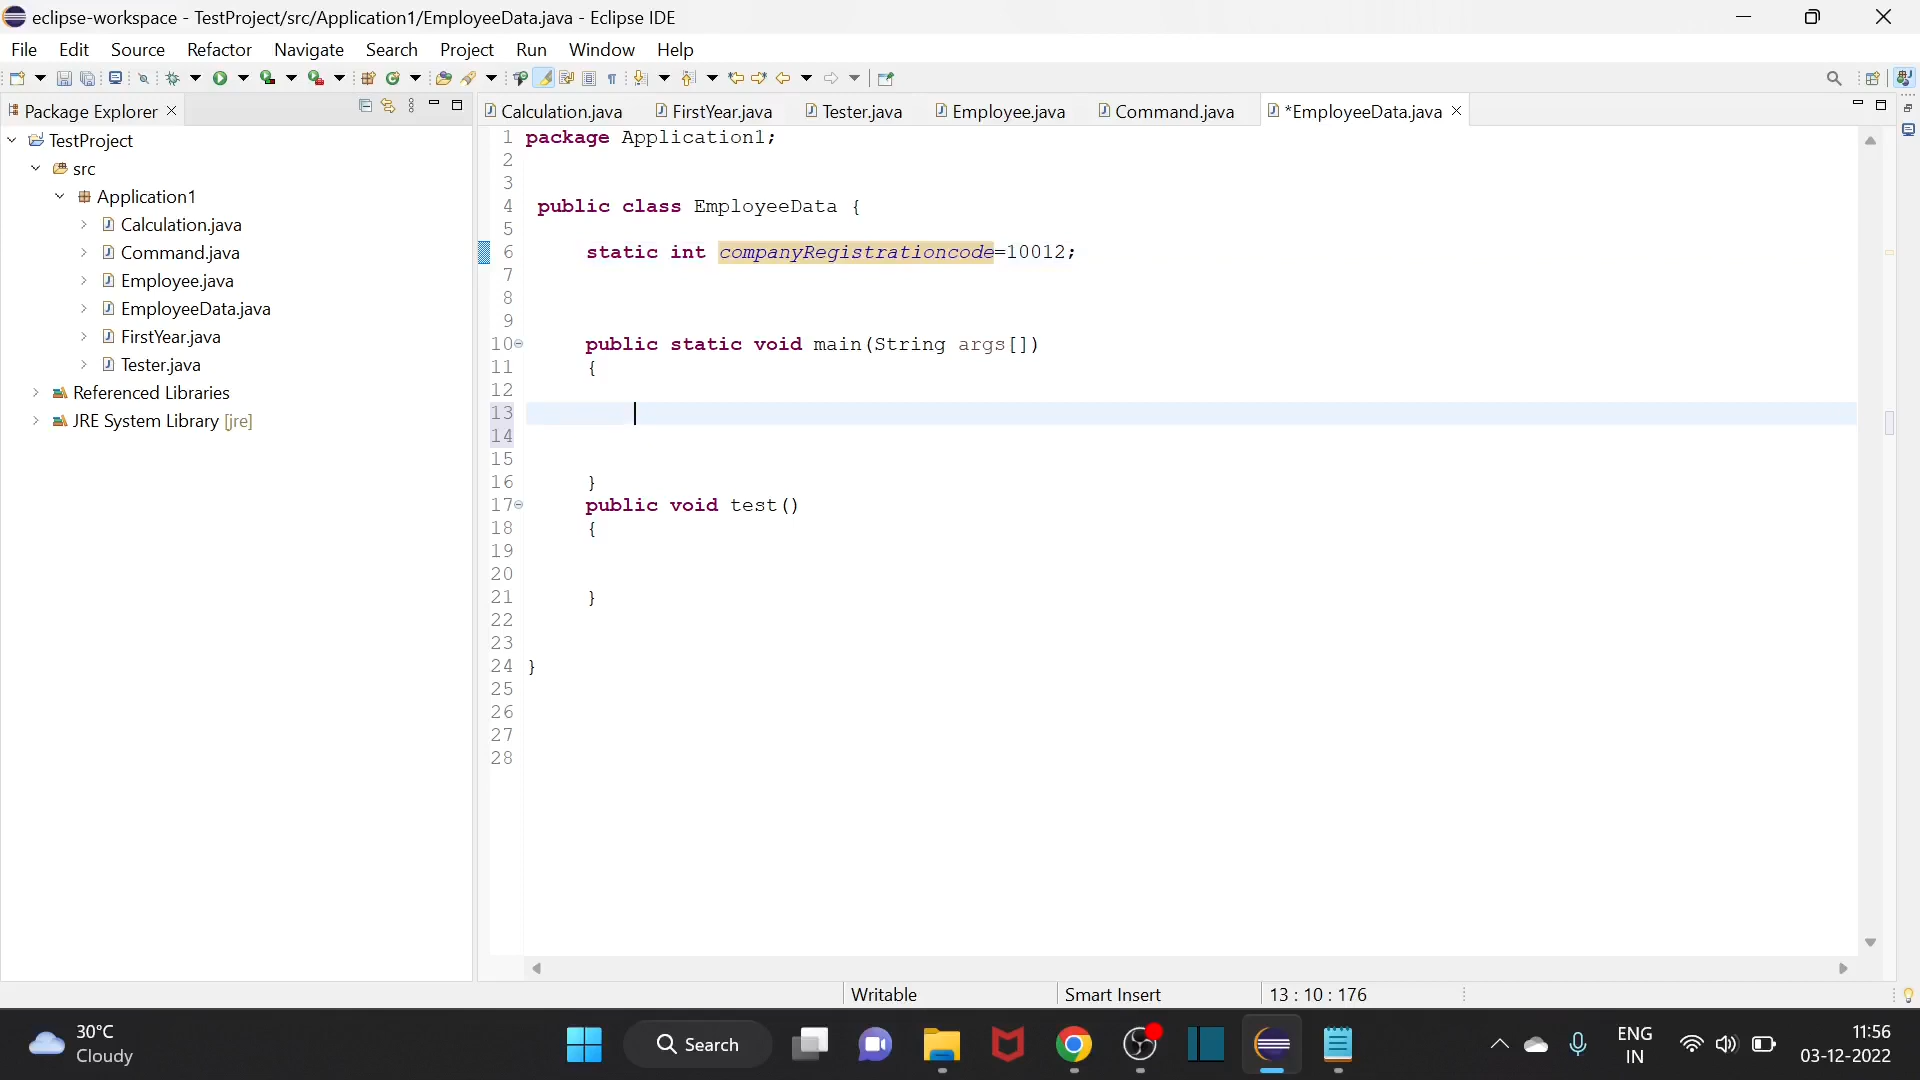 eclipse-workspace - TestProject/src/Application1/EmployeeData.java - Eclipse IDE
File Edit Source Refactor Navigate Search Project Run Window Help
Package Explorer
Calculation.java FirstYear.java Tester.java Employee.java Command.java *EmployeeData.java
TestProject
src
Application1
Calculation.java
Command.java
Employee.java
EmployeeData.java
FirstYear.java
Tester.java
Referenced Libraries
JRE System Library [jre]
1 package Application1;
2
3
4 public class EmployeeData {
5
6 static int companyRegistrationcode=10012;
7
8
9
10 public static void main(String args[])
11 {
12
13
14
15
16 }
17 public void test()
18 {
19
20
21 }
22
23
24 }
25
26
27
28
Writable Smart Insert 13 : 10 : 176
30°C
Cloudy
Search
ENG
IN
11:56
03-12-2022